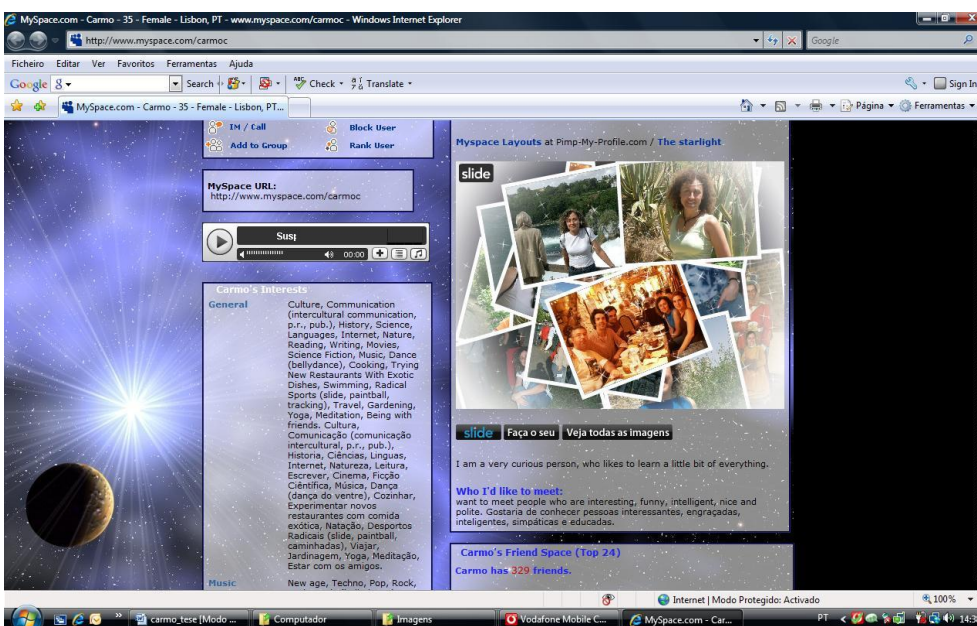 MySpace.com - Carmo - 35 - Female - Lisbon, PT - www.myspace.com/carmoc - Windows Internet Explorer
http://www.myspace.com/carmoc
Google
Ficheiro Editar Ver Favoritos Ferramentas Ajuda
Google Search Check Translate Sign In
MySpace.com - Carmo - 35 - Female - Lisbon, PT... Página Ferramentas
IM / Call Block User
Add to Group Rank User
MySpace URL:
http://www.myspace.com/carmoc
Susp
00:00
Carmo's Interests
General
Culture, Communication
(intercultural communication,
p.r., pub.), History, Science,
Languages, Internet, Nature,
Reading, Writing, Movies,
Science Fiction, Music, Dance
(bellydance), Cooking, Trying
New Restaurants With Exotic
Dishes, Swimming, Radical
Sports (slide, paintball,
tracking), Travel, Gardening,
Yoga, Meditation, Being with
friends. Cultura,
Comunicação (comunicação
intercultural, p.r., pub.),
Historia, Ciências, Linguas,
Internet, Natureza, Leitura,
Escrever, Cinema, Ficção
Ciêntífica, Música, Dança
(dança do ventre), Cozinhar,
Experimentar novos
restaurantes com comida
exótica, Natação, Desportos
Radicais (slide, paintball,
caminhadas), Viajar,
Jardinagem, Yoga, Meditação,
Estar com os amigos.
Music New age, Techno, Pop, Rock,
Myspace Layouts at Pimp-My-Profile.com / The starlight
slide
slide Faça o seu Veja todas as imagens
I am a very curious person, who likes to learn a little bit of everything.
Who I'd like to meet:
want to meet people who are interesting, funny, intelligent, nice and
polite. Gostaria de conhecer pessoas interessantes, engraçadas,
inteligentes, simpáticas e educadas.
Carmo's Friend Space (Top 24)
Carmo has 329 friends.
Internet | Modo Protegido: Activado 100%
carmo_tese [Modo ... Computador Imagens Vodafone Mobile C... MySpace.com - Car... PT